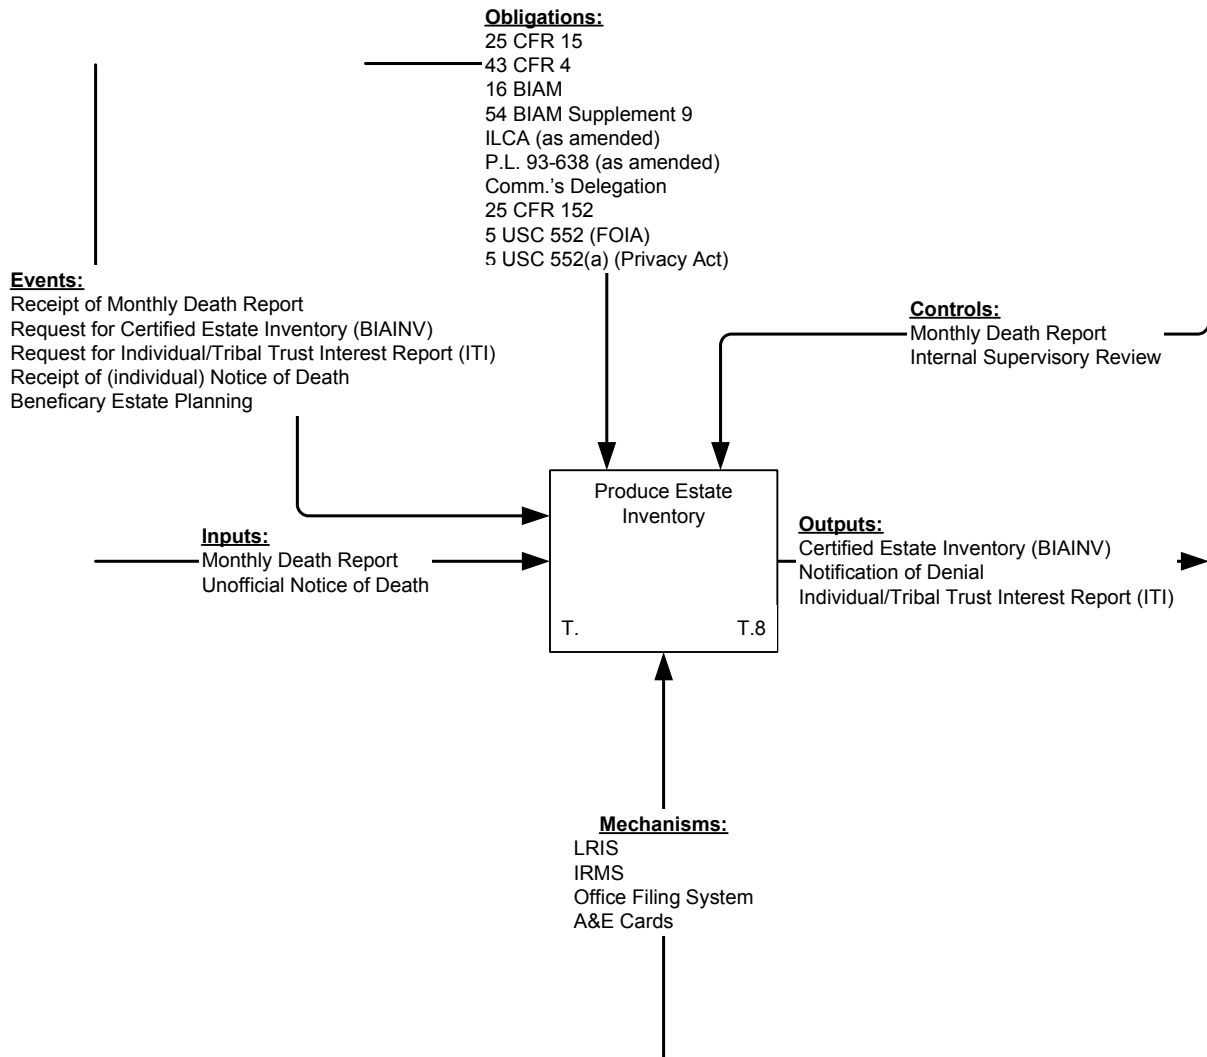 Obligations:
25 CFR 15
43 CFR 4
16 BIAM
54 BIAM Supplement 9
ILCA (as amended)
P.L. 93-638 (as amended)
Comm.'s Delegation
25 CFR 152
5 USC 552 (FOIA)
5 USC 552(a) (Privacy Act)
Events:
Receipt of Monthly Death Report
Request for Certified Estate Inventory (BIAINV)
Request for Individual/Tribal Trust Interest Report (ITI)
Receipt of (individual) Notice of Death
Beneficary Estate Planning
Controls:
Monthly Death Report
Internal Supervisory Review
Inputs:
Monthly Death Report
Unofficial Notice of Death
Produce Estate
Inventory
T. T.8
Outputs:
Certified Estate Inventory (BIAINV)
Notification of Denial
Individual/Tribal Trust Interest Report (ITI)
Mechanisms:
LRIS
IRMS
Office Filing System
A&E Cards